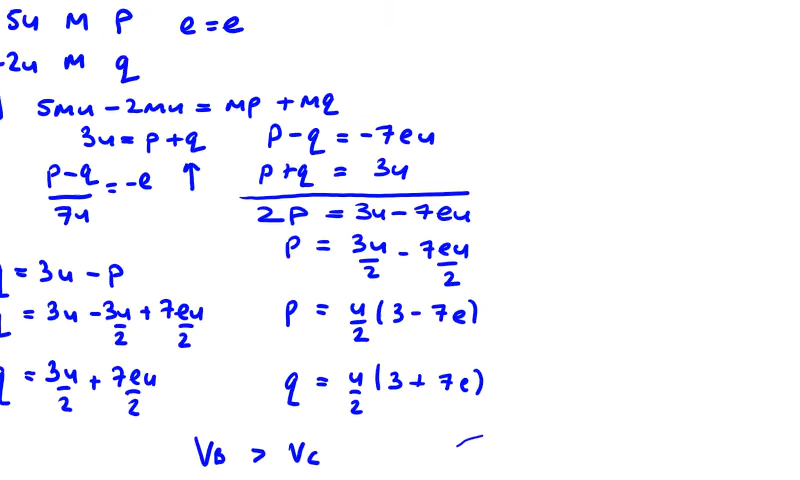 5u M P e = e
-2u M q
5Mu - 2Mu = MP + Mq
3u = P + q P - q = -7eu
P - q / 7u = -e ↑ P + q = 3u
2P = 3u - 7eu
P = 3u/2 - 7eu/2
q = 3u - P
q = 3u - 3u/2 + 7eu/2 P = u/2 (3 - 7e)
q = 3u/2 + 7eu/2 q = u/2 (3 + 7e)
VB > VC